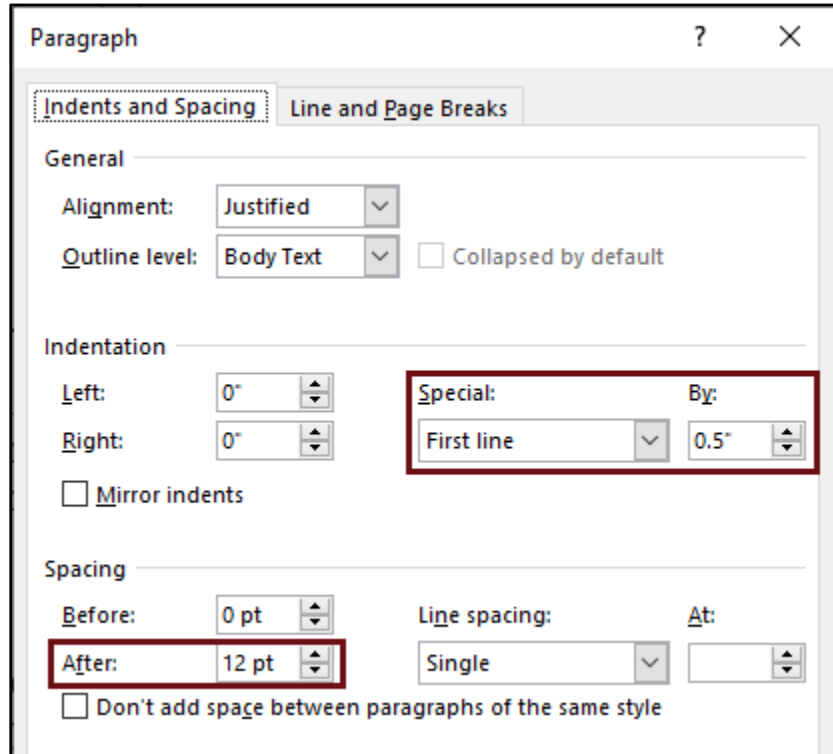 Paragraph ?
Indents and Spacing Line and Page Breaks
General
Alignment: Justified
Outline level: Body Text Collapsed by default
Indentation
Left: 0" Special: By:
Right: 0" First line 0.5"
Mirror indents
Spacing
Before: 0 pt Line spacing: At:
After: 12 pt Single
Don't add space between paragraphs of the same style